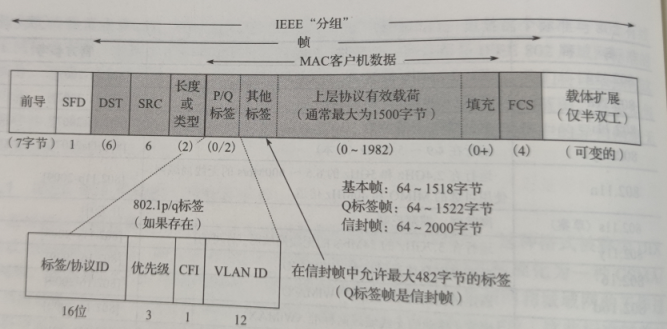 IEEE“分组”
帧
MAC客户机数据
前导 SFD DST SRC 长度或类型 P/Q标签 其他标签 上层协议有效载荷（通常最大为1500字节） 填充 FCS 载体扩展（仅半双工）
（7字节） 1 （6） 6 （2） （0/2） （0～1982） （0+） （4） （可变的）
基本帧：64～1518字节
Q标签帧：64～1522字节
信封帧：64～2000字节
802.1p/q标签
（如果存在）
标签/协议ID 优先级 CFI VLAN ID
16位 3 1 12
在信封帧中允许最大482字节的标签
（Q标签帧是信封帧）